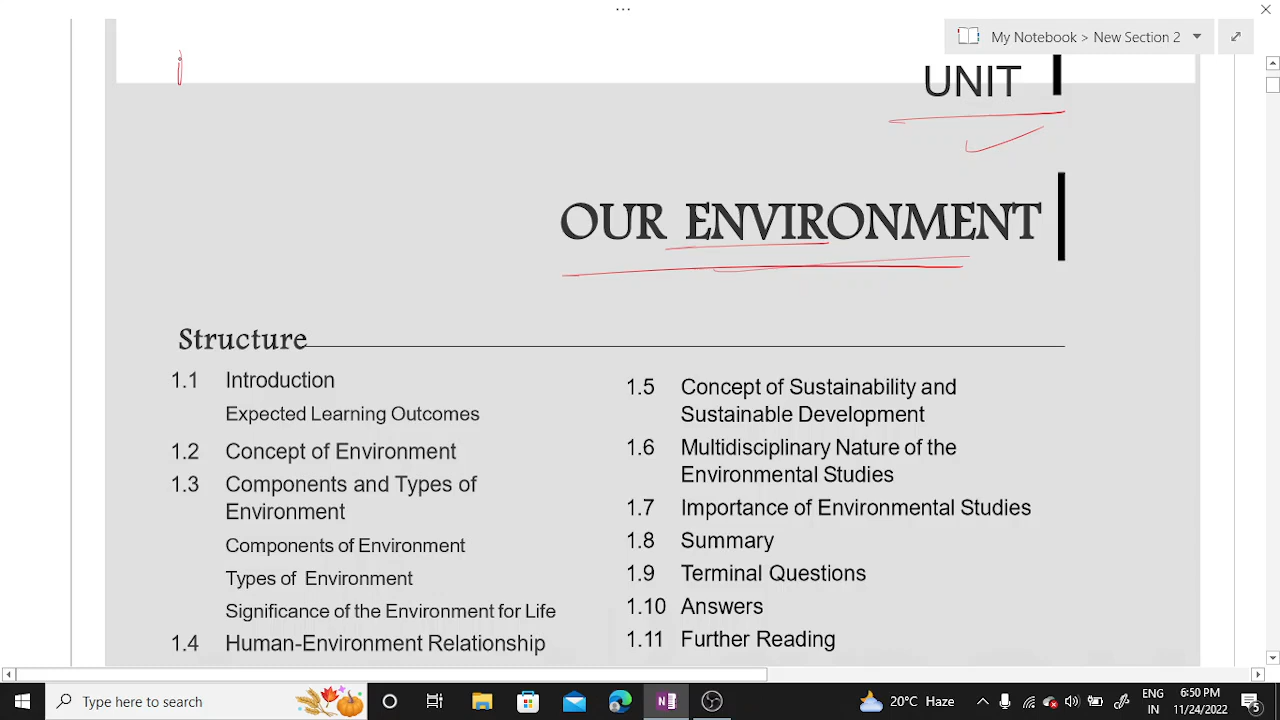 My Notebook > New Section 2
UNIT
OUR ENVIRONMENT
Structure
1.1 Introduction
Expected Learning Outcomes
1.2 Concept of Environment
1.3 Components and Types of
Environment
Components of Environment
Types of Environment
Significance of the Environment for Life
1.4 Human-Environment Relationship
1.5 Concept of Sustainability and
Sustainable Development
1.6 Multidisciplinary Nature of the
Environmental Studies
1.7 Importance of Environmental Studies
1.8 Summary
1.9 Terminal Questions
1.10 Answers
1.11 Further Reading
Type here to search
20°C Haze
ENG
IN
6:50 PM
11/24/2022
5